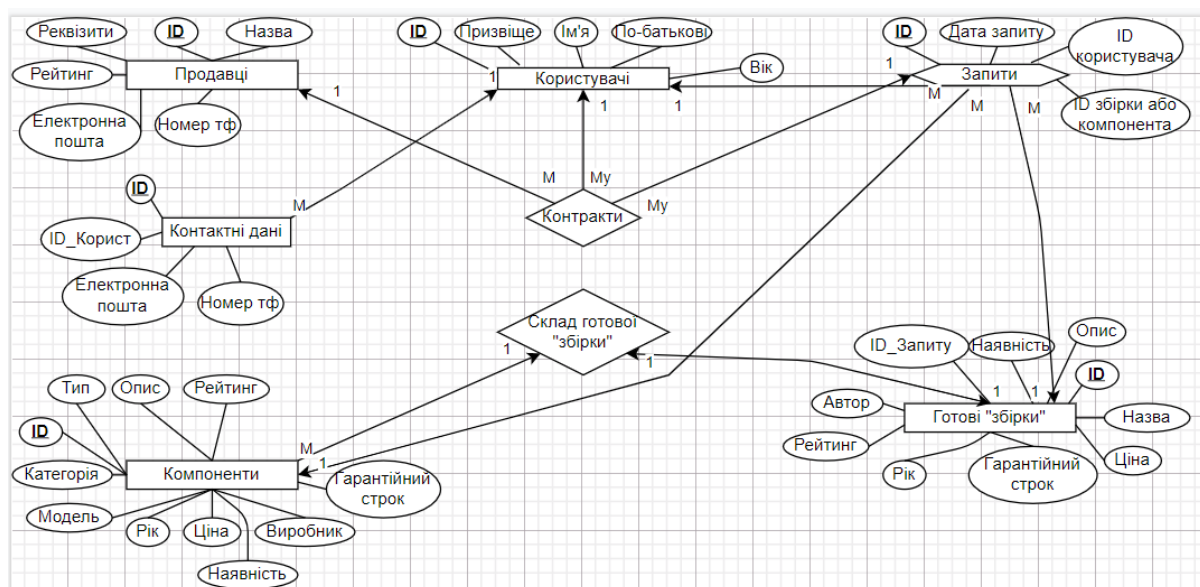 Реквізити
ID
Назва
Рейтинг
Продавці
Електронна
пошта
Номер тф
ID
Призвіще
Ім'я
По-батькові
1
Користувачі
Вік
ID
Дата запиту
ID
користувача
1
Запити
ID збірки або
компонента
1
1
1
М
М
М
М
Му
Му
Контракти
ID
М
ID_Корист
Контактні дані
Електронна
пошта
Номер тф
Склад готової
"збірки"
1
1
ID_Запиту
Наявність
Опис
ID
1
1
Автор
Готові "збірки"
Назва
Рейтинг
Рік
Гарантійний
строк
Ціна
Тип
Опис
Рейтинг
ID
М
1
Категорія
Компоненти
Гарантійний
строк
Модель
Рік
Ціна
Виробник
Наявність